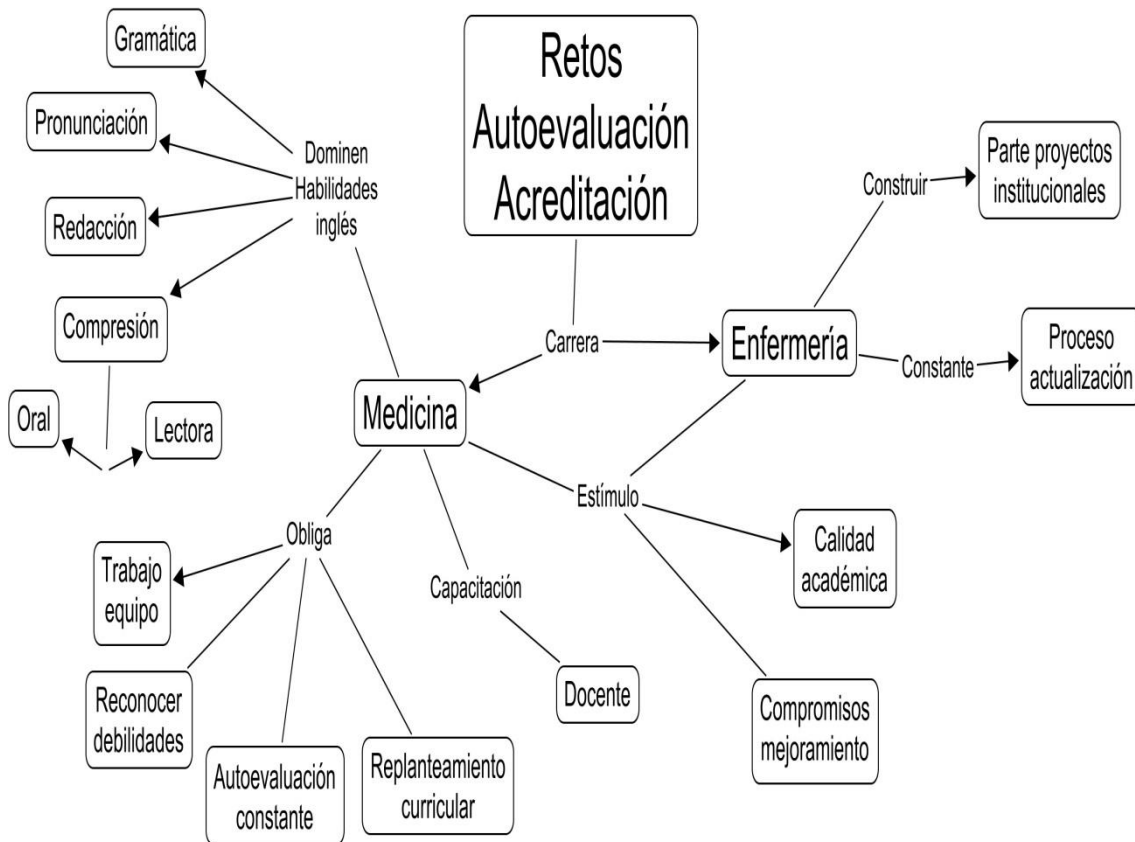 Retos
Autoevaluación
Acreditación
Gramática
Pronunciación
Dominen
Habilidades
inglés
Redacción
Compresión
Oral
Lectora
Carrera
Medicina
Enfermería
Construir
Parte proyectos
institucionales
Constante
Proceso
actualización
Estímulo
Calidad
académica
Compromisos
mejoramiento
Obliga
Trabajo
equipo
Reconocer
debilidades
Autoevaluación
constante
Replanteamiento
curricular
Capacitación
Docente